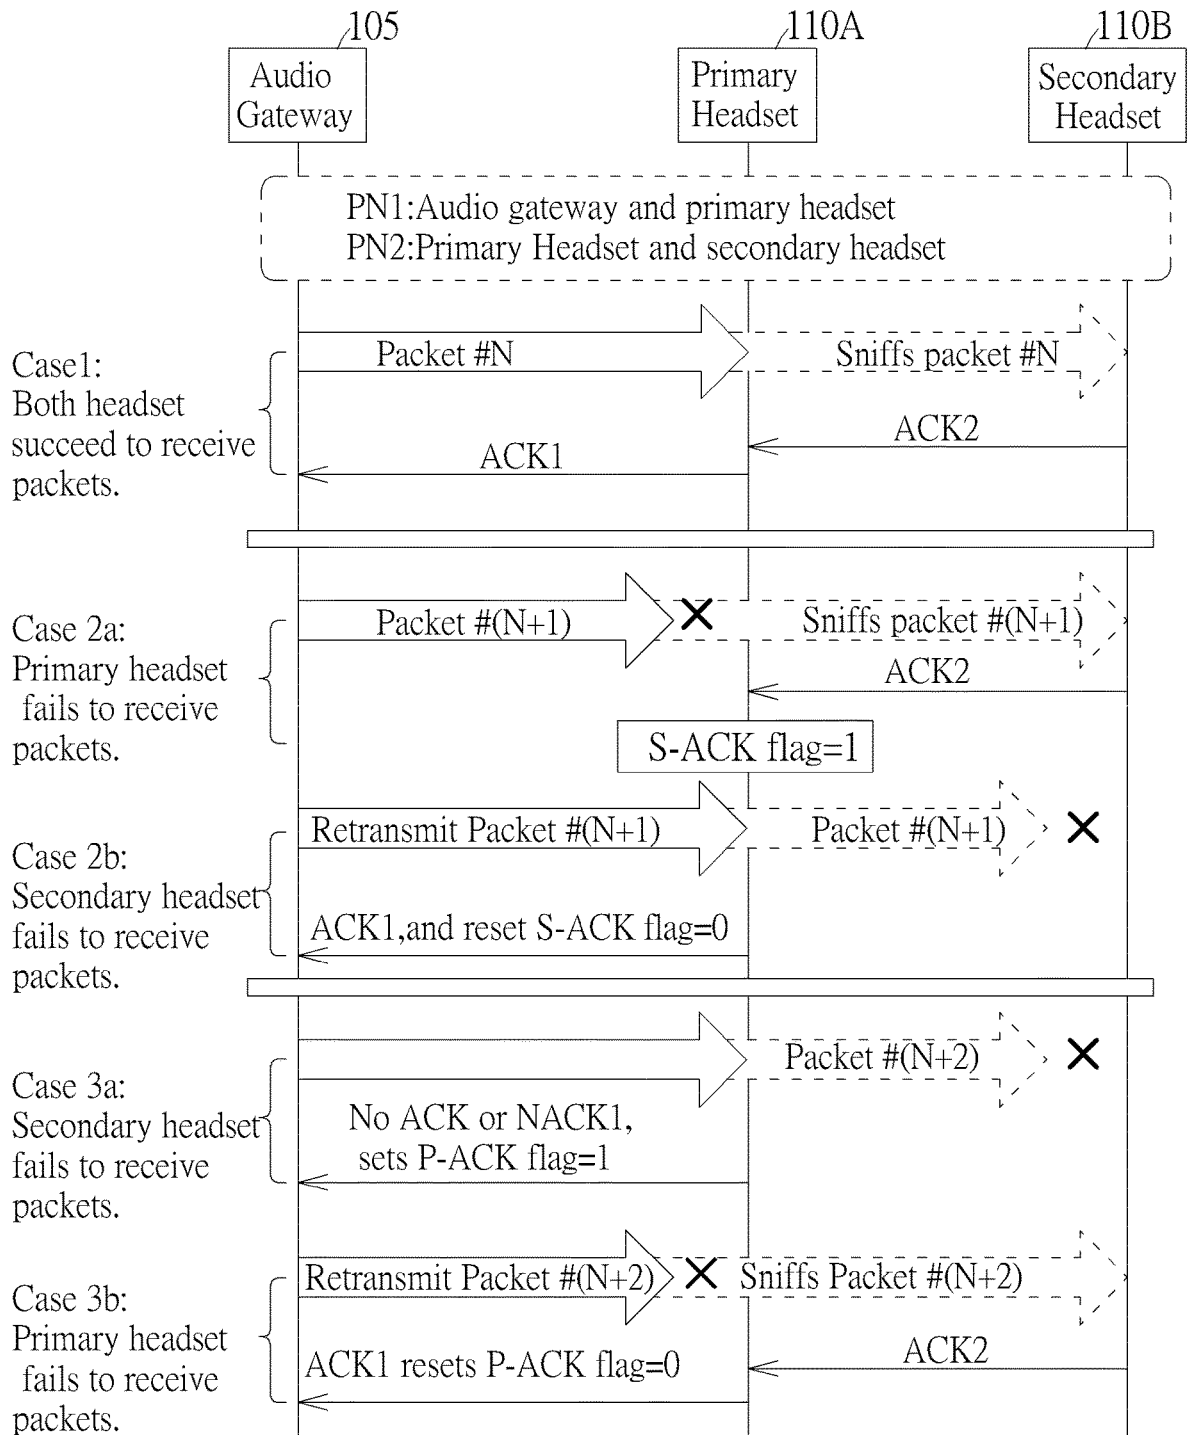 105
110A
110B
Audio
Gateway
Primary
Headset
Secondary
Headset
PN1:Audio gateway and primary headset
PN2:Primary Headset and secondary headset
Case1:
Both headset
succeed to receive
packets.
Packet #N
Sniffs packet #N
ACK2
ACK1
Case 2a:
Primary headset
fails to receive
packets.
Packet #(N+1)
Sniffs packet #(N+1)
ACK2
S-ACK flag=1
Case 2b:
Secondary headset
fails to receive
packets.
Retransmit Packet #(N+1)
Packet #(N+1)
ACK1,and reset S-ACK flag=0
Case 3a:
Secondary headset
fails to receive
packets.
Packet #(N+2)
No ACK or NACK1,
sets P-ACK flag=1
Case 3b:
Primary headset
fails to receive
packets.
Retransmit Packet #(N+2)
Sniffs Packet #(N+2)
ACK2
ACK1 resets P-ACK flag=0